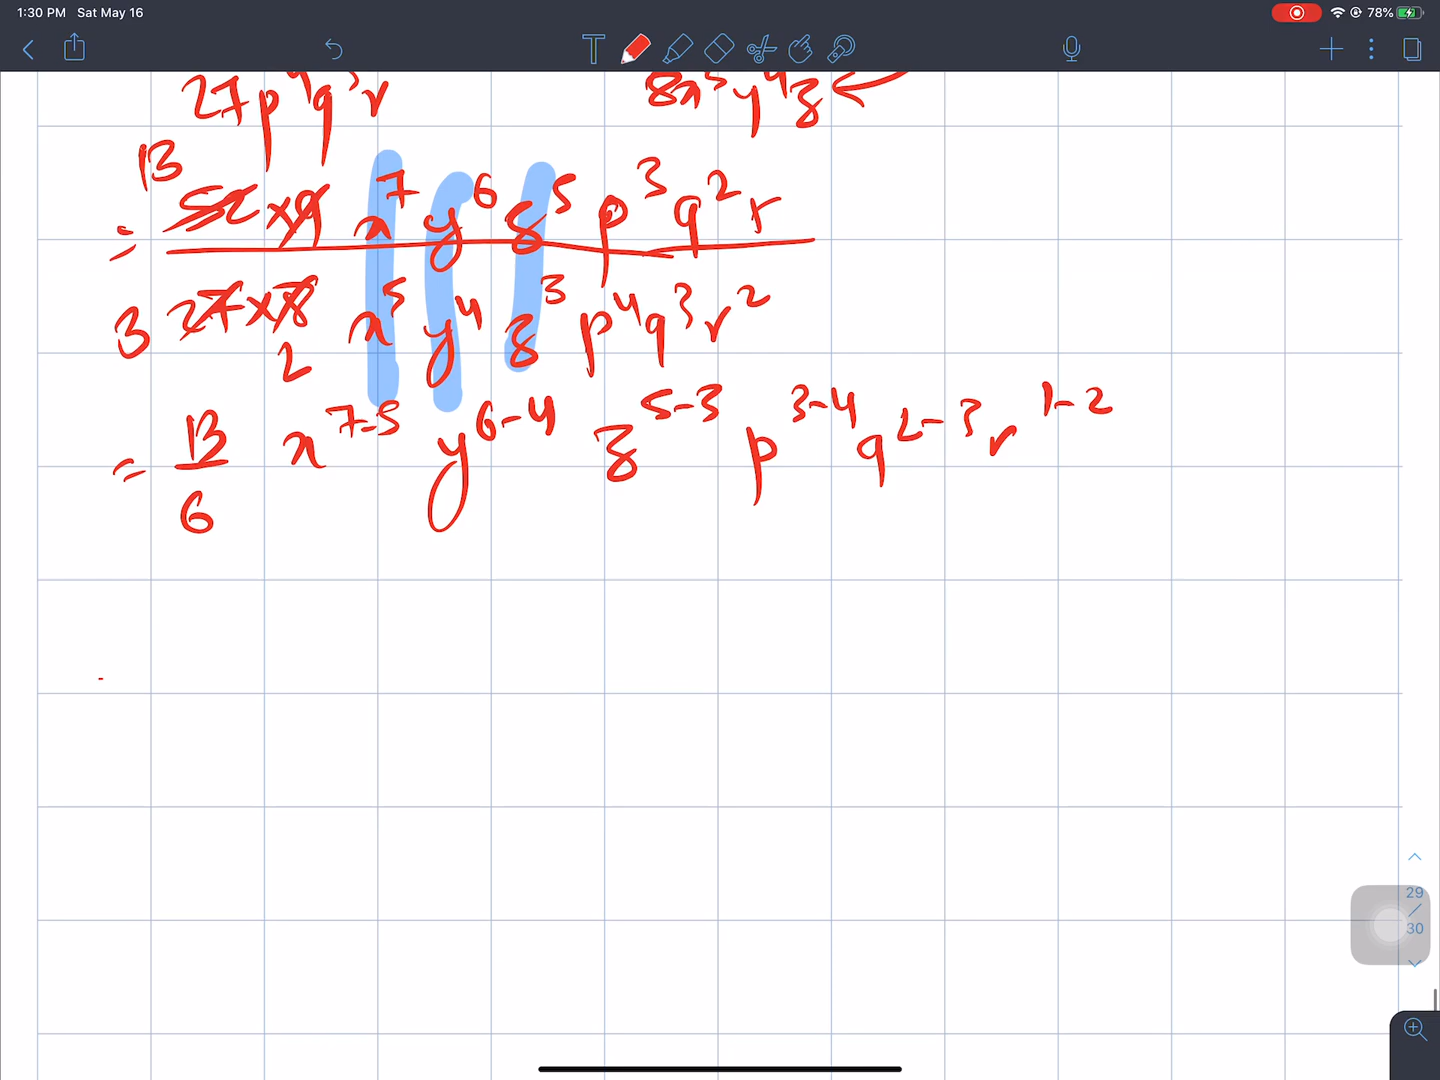 1:30 PM Sat May 16
78%
T
27p⁴q³r 8x⁵y⁴z
13
= 52×9 x⁷ y⁶ z⁵ p³ q² r
3 27×8 x⁵ y⁴ z³ p⁴ q³ r²
2
= 13/6 x⁷⁻⁵ y⁶⁻⁴ z⁵⁻³ p³⁻⁴ q²⁻³ r¹⁻²
29
/
30